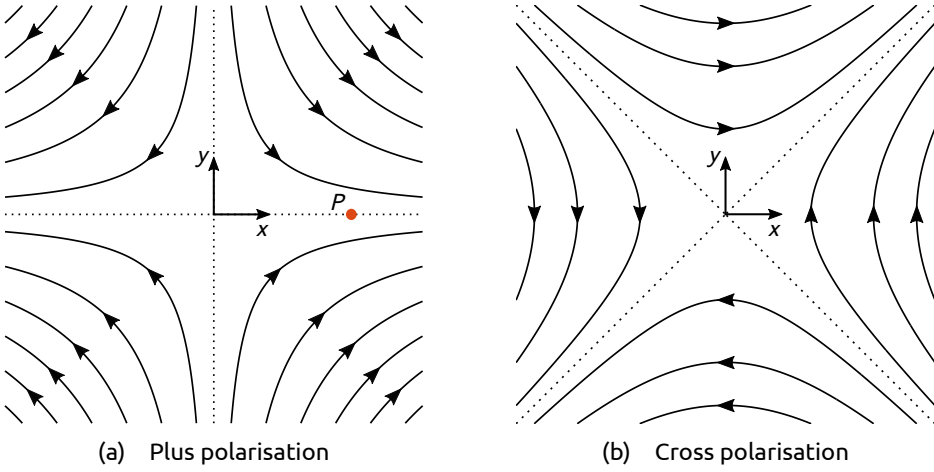 y
P
x
y
x
(a) Plus polarisation
(b) Cross polarisation